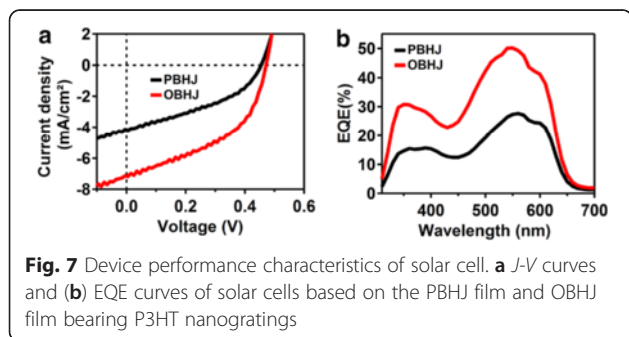 a
b
2
0
-2
-4
-6
-8
Current density
(mA/cm²)
PBHJ
OBHJ
0.0 0.2 0.4 0.6
Voltage (V)
50
40
30
20
10
0
EQE(%)
PBHJ
OBHJ
400 500 600 700
Wavelength (nm)
Fig. 7 Device performance characteristics of solar cell. a J-V curves
and (b) EQE curves of solar cells based on the PBHJ film and OBHJ
film bearing P3HT nanogratings